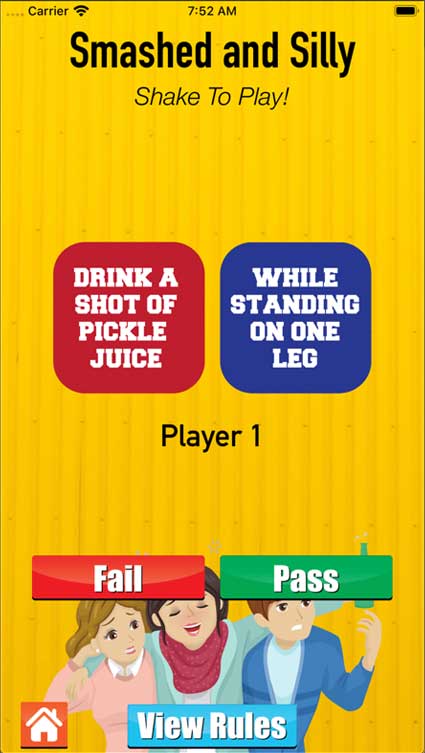 Carrier 7:52 AM
Smashed and Silly
Shake To Play!
DRINK A
SHOT OF
PICKLE
JUICE
WHILE
STANDING
ON ONE
LEG
Player 1
Fail
Pass
View Rules